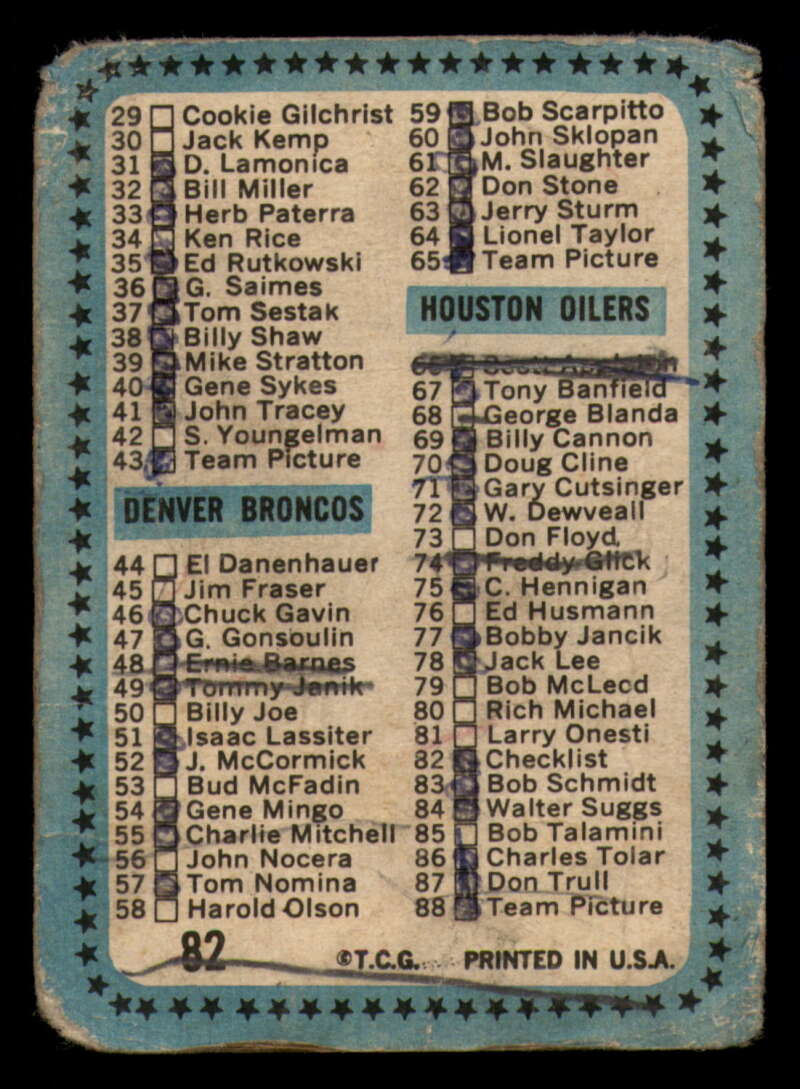 29 Cookie Gilchrist
30 Jack Kemp
31 D. Lamonica
32 Bill Miller
33 Herb Paterra
34 Ken Rice
35 Ed Rutkowski
36 G. Saimes
37 Tom Sestak
38 Billy Shaw
39 Mike Stratton
40 Gene Sykes
41 John Tracey
42 S. Youngelman
43 Team Picture
DENVER BRONCOS
44 El Danenhauer
45 Jim Fraser
46 Chuck Gavin
47 G. Gonsoulin
48 Ernie Barnes
49 Tommy Janik
50 Billy Joe
51 Isaac Lassiter
52 J. McCormick
53 Bud McFadin
54 Gene Mingo
55 Charlie Mitchell
56 John Nocera
57 Tom Nomina
58 Harold Olson
59 Bob Scarpitto
60 John Sklopan
61 M. Slaughter
62 Don Stone
63 Jerry Sturm
64 Lionel Taylor
65 Team Picture
HOUSTON OILERS
66
67 Tony Banfield
68 George Blanda
69 Billy Cannon
70 Doug Cline
71 Gary Cutsinger
72 W. Dewveall
73 Don Floyd
74 Freddy Glick
75 C. Hennigan
76 Ed Husmann
77 Bobby Jancik
78 Jack Lee
79 Bob McLeod
80 Rich Michael
81 Larry Onesti
82 Checklist
83 Bob Schmidt
84 Walter Suggs
85 Bob Talamini
86 Charles Tolar
87 Don Trull
88 Team Picture
82 ©T.C.G. PRINTED IN U.S.A.